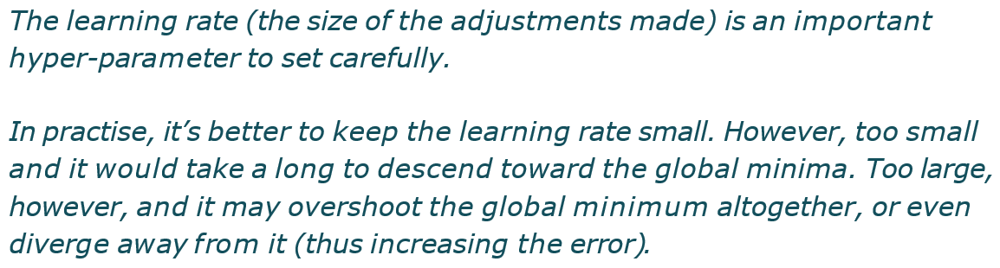 The learning rate (the size of the adjustments made) is an important
hyper-parameter to set carefully.
In practise, it’s better to keep the learning rate small. However, too small
and it would take a long to descend toward the global minima. Too large,
however, and it may overshoot the global minimum altogether, or even
diverge away from it (thus increasing the error).